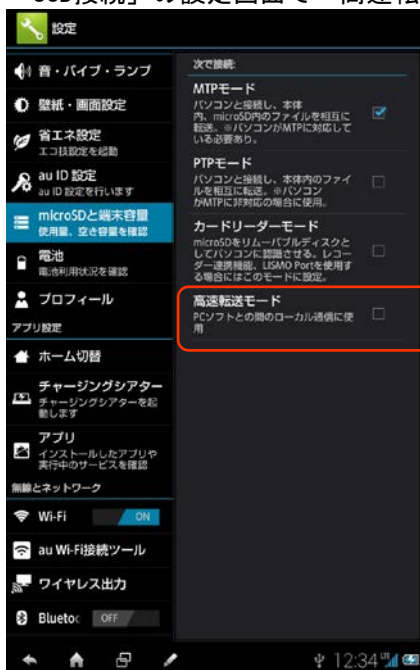 設定
音・バイブ・ランプ
壁紙・画面設定
省エネ設定
エコ技設定を起動
au ID 設定
au ID 設定を行います
microSDと端末容量
使用量、空き容量を確認
電池
電池利用状況を確認
プロフィール
アプリ設定
ホーム切替
チャージングシアター
チャージングシアターを起
動します
アプリ
インストールしたアプリや
実行中のサービスを確認
無線とネットワーク
Wi-Fi
ON
au Wi-Fi接続ツール
ワイヤレス出力
Bluetoo
OFF
次で接続:
MTPモード
パソコンと接続し、本体
内、microSD内のファイルを相互に
転送。※パソコンがMTPに対応して
いる必要あり。
PTPモード
パソコンと接続し、本体内のファイ
ルを相互に転送。※パソコン
がMTPに非対応の場合に使用。
カードリーダーモード
microSDをリムーバブルディスクと
してパソコンに認識させる。レコー
ダー連携機能、LISMO Portを使用す
る場合にはこのモードに設定。
高速転送モード
PCソフトとの間のローカル通信に使
用
12:34